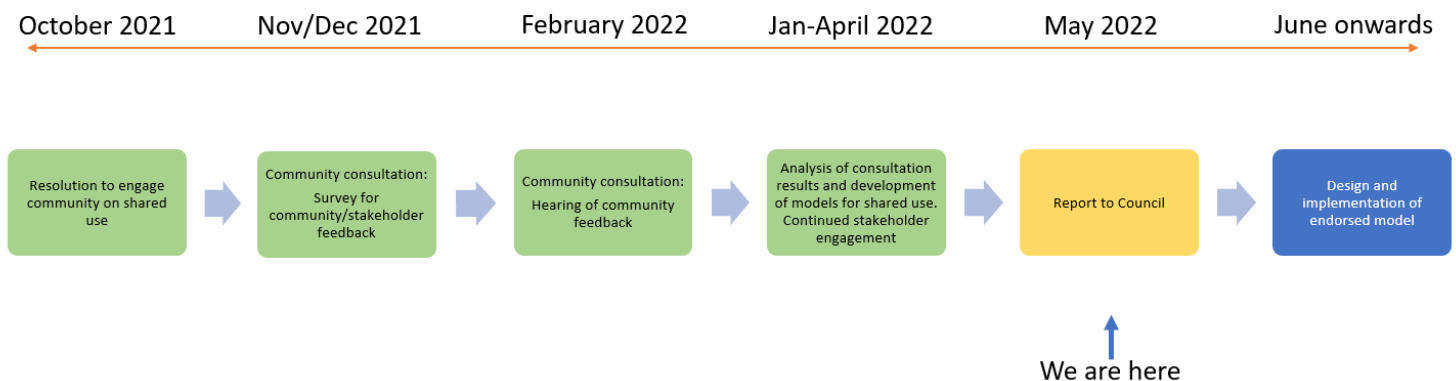 October 2021
Nov/Dec 2021
February 2022
Jan-April 2022
May 2022
June onwards
Resolution to engage
community on shared
use
Community consultation:
Survey for
community/stakeholder
feedback
Community consultation:
Hearing of community
feedback
Analysis of consultation
results and development
of models for shared use.
Continued stakeholder
engagement
Report to Council
Design and
implementation of
endorsed model
We are here